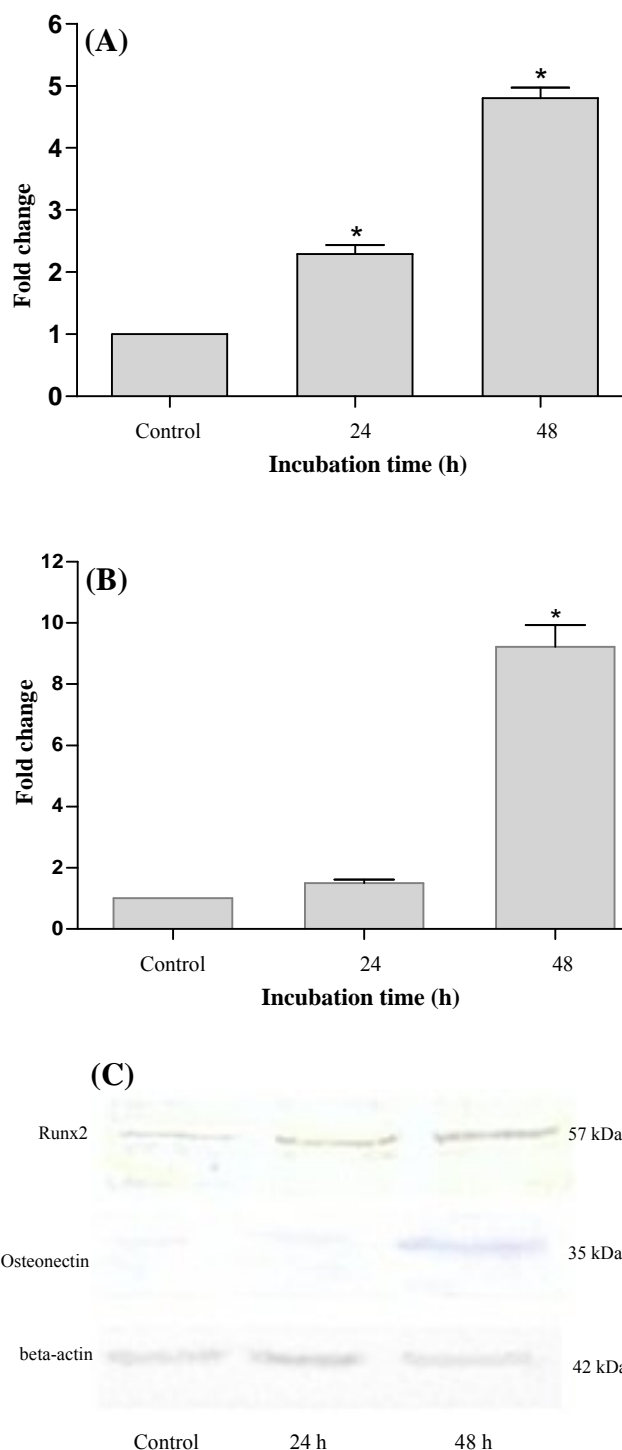 (A)
6
5
4
3
2
1
0
Fold change
*
*
Control 24 48
Incubation time (h)
(B)
12
10
8
6
4
2
0
Fold change
*
Control 24 48
Incubation time (h)
(C)
Runx2 57 kDa
Osteonectin 35 kDa
beta-actin 42 kDa
Control 24 h 48 h